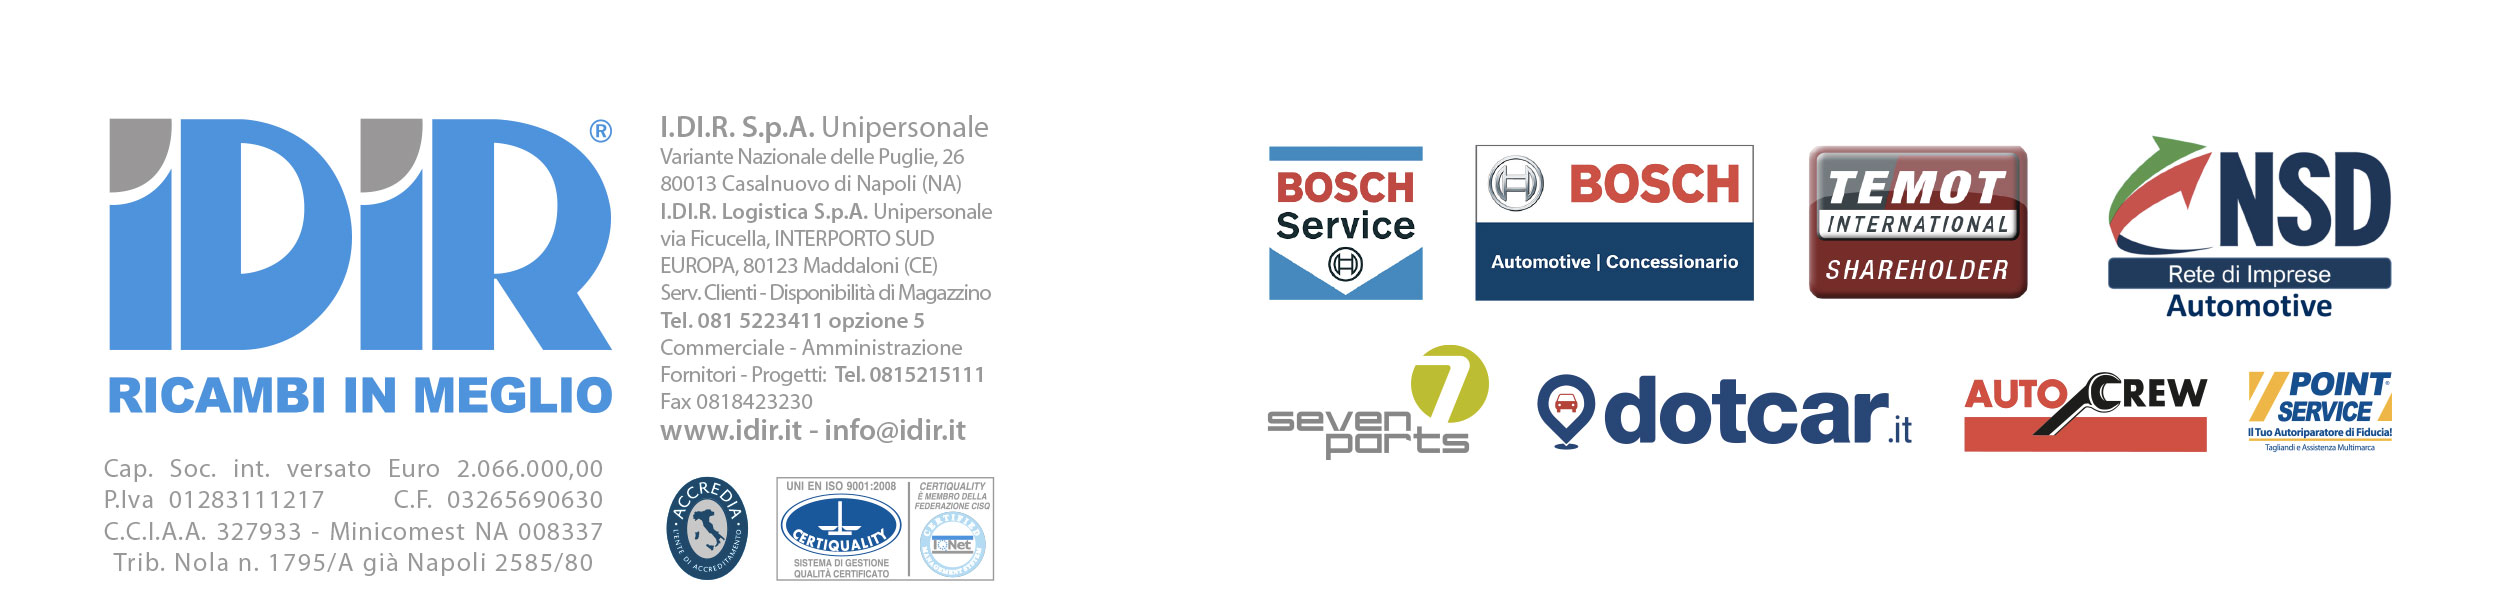 IDIR®
RICAMBI IN MEGLIO
Cap. Soc. int. versato Euro 2.066.000,00
P.Iva 01283111217 C.F. 03265690630
C.C.I.A.A. 327933 - Minicomest NA 008337
Trib. Nola n. 1795/A già Napoli 2585/80
I.DI.R. S.p.A. Unipersonale
Variante Nazionale delle Puglie, 26
80013 Casalnuovo di Napoli (NA)
I.DI.R. Logistica S.p.A. Unipersonale
via Ficucella, INTERPORTO SUD
EUROPA, 80123 Maddaloni (CE)
Serv. Clienti - Disponibilità di Magazzino
Tel. 081 5223411 opzione 5
Commerciale - Amministrazione
Fornitori - Progetti: Tel. 0815215111
Fax 0818423230
www.idir.it - info@idir.it
ACCREDIA
L'ENTE DI ACCREDITAMENTO
UNI EN ISO 9001:2008
CERTIQUALITY
SISTEMA DI GESTIONE
QUALITÀ CERTIFICATO
CERTIQUALITY
È MEMBRO DELLA
FEDERAZIONE CISQ
CERTIFIED
IQNet
BOSCH
Service
BOSCH
Automotive | Concessionario
TEMOT
INTERNATIONAL
SHAREHOLDER
NSD
Rete di Imprese
Automotive
7
seven
parts
dotcar.it
AUTO CREW
POINT®
SERVICE
Il Tuo Autoriparatore di Fiducia!
Tagliandi e Assistenza Multimarca